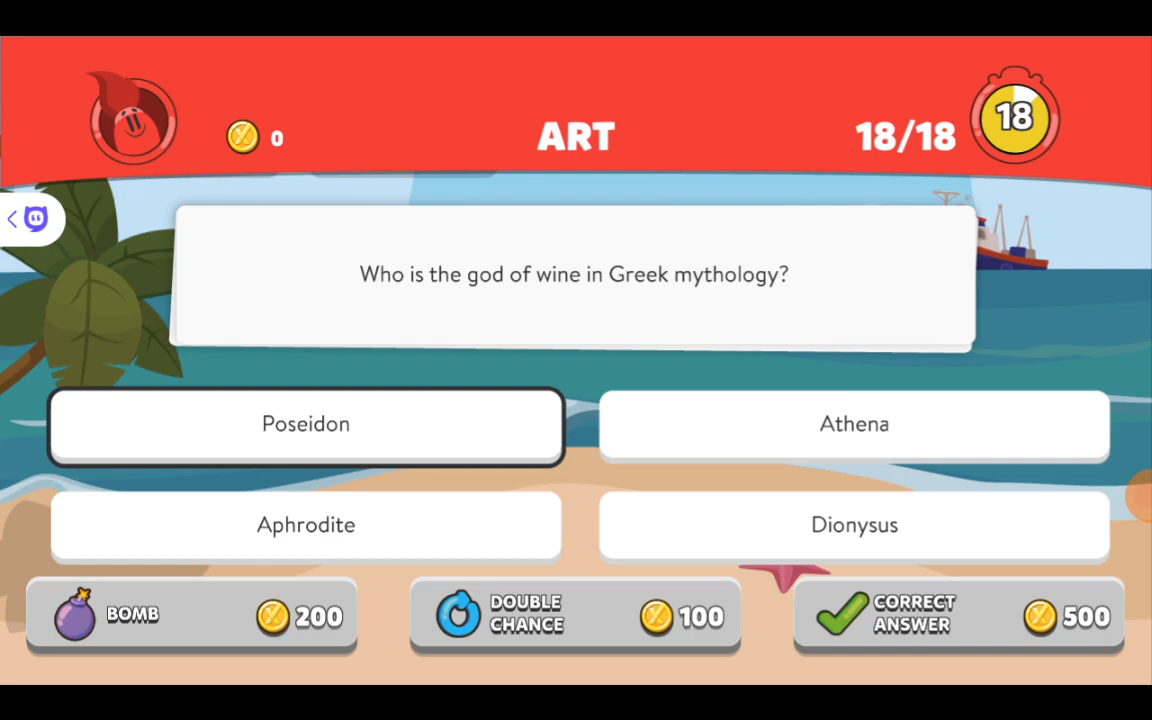 0
ART
18/18
18
Who is the god of wine in Greek mythology?
Poseidon
Athena
Aphrodite
Dionysus
BOMB
200
DOUBLE
CHANCE
100
CORRECT
ANSWER
500